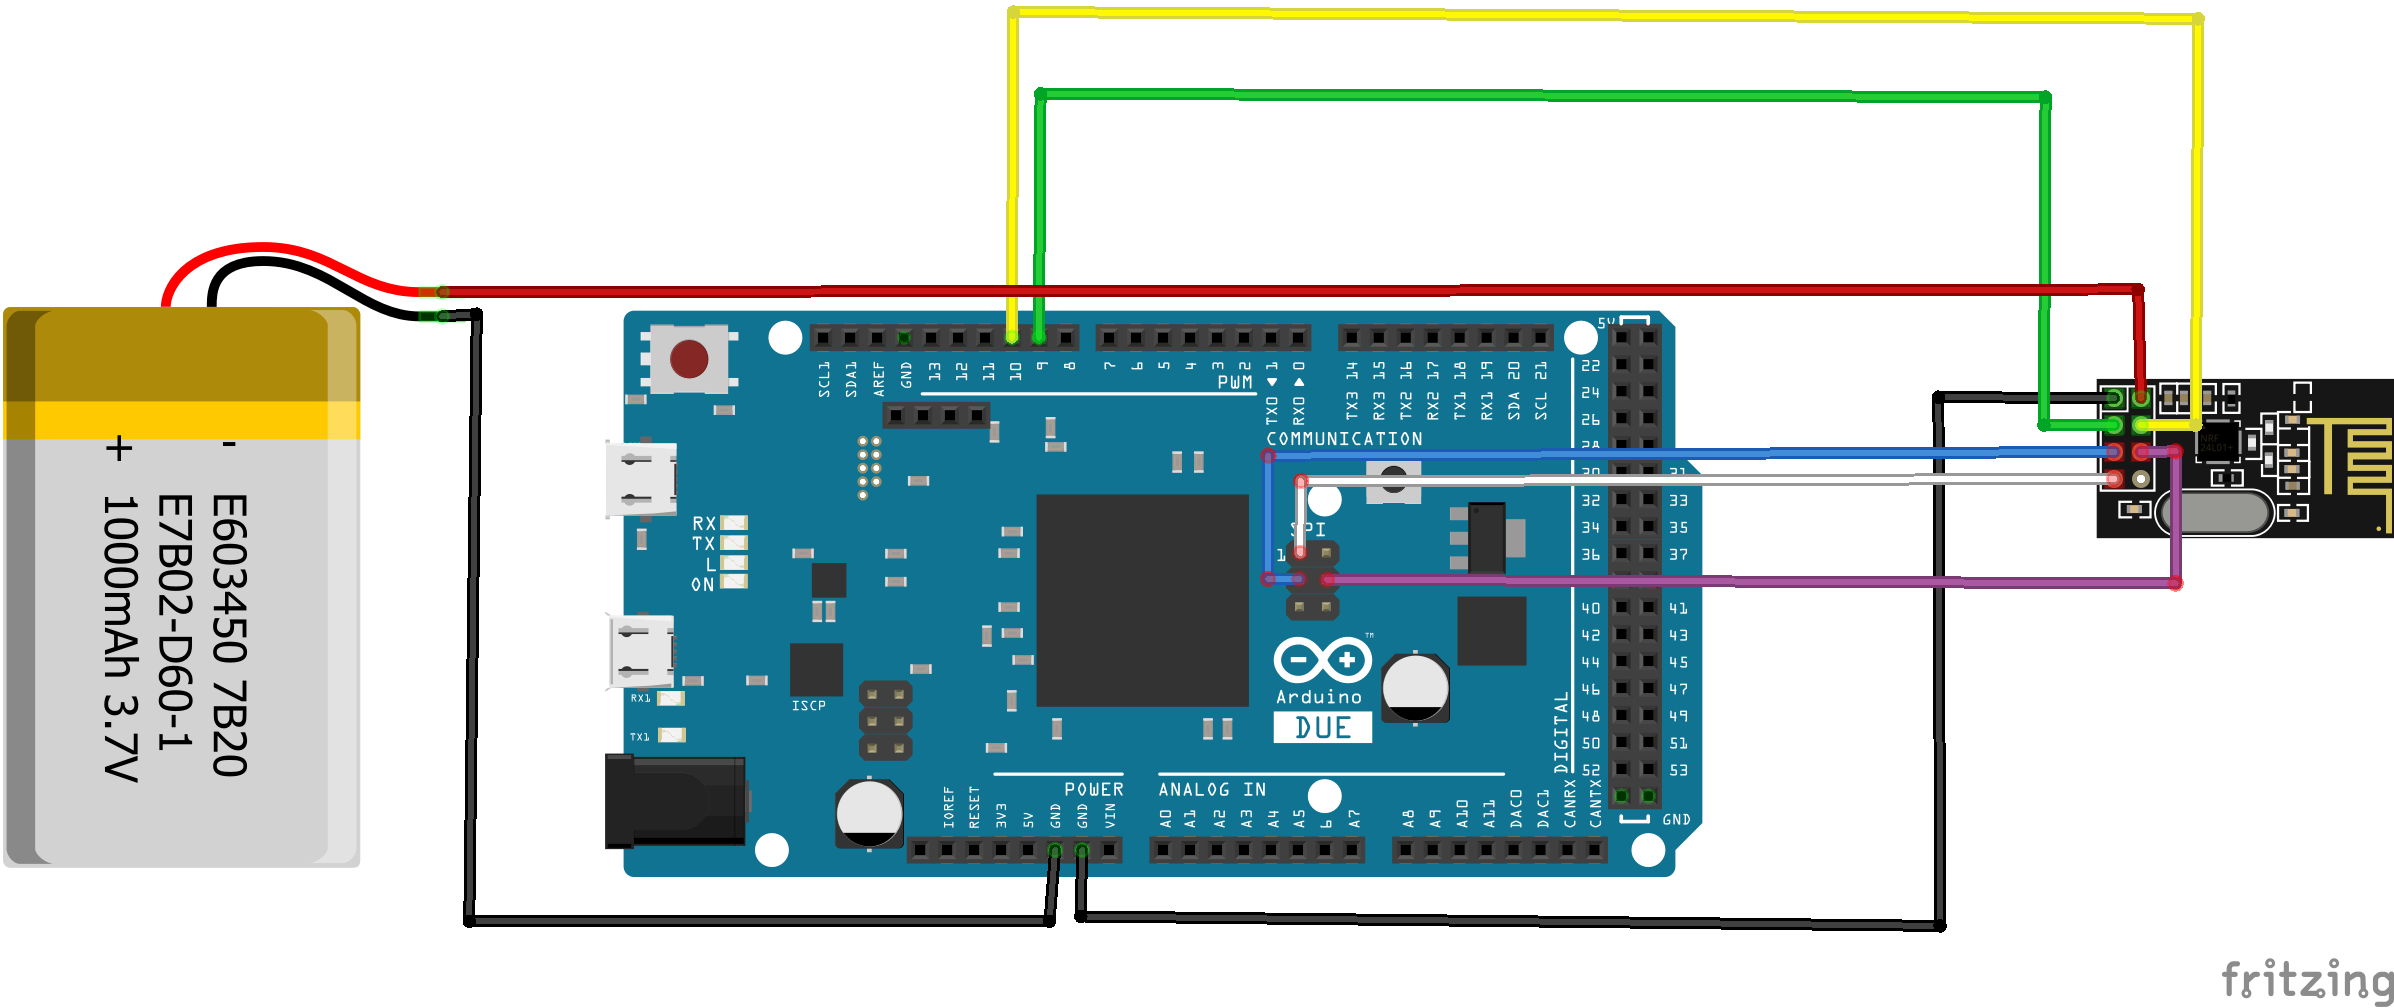 E603450 7B20
E7B02-D60-1
1000mAh 3.7V
- +
SCL1 SDA1 AREF GND 13 12 11 10 9 8 7 6 5 4 3 2 TX0 1 RX0 0 TX3 14 RX3 15 TX2 16 RX2 17 TX1 18 RX1 19 SDA 20 SCL 21
PWM
COMMUNICATION
5V
22
24
26
28
31
32 33
34 35
36 37
40 41
42 43
44 45
46 47
48 49
50 51
52 53
GND
DIGITAL
RX
TX
L
ON
SPI
1
RX1
TX1
ISCP
TM
Arduino
DUE
POWER
ANALOG IN
IOREF RESET 3V3 5V GND GND VIN A0 A1 A2 A3 A4 A5 6 A7 A8 A9 A10 A11 DAC0 DAC1 CANRX CANTX
NRF
24L01+
fritzing